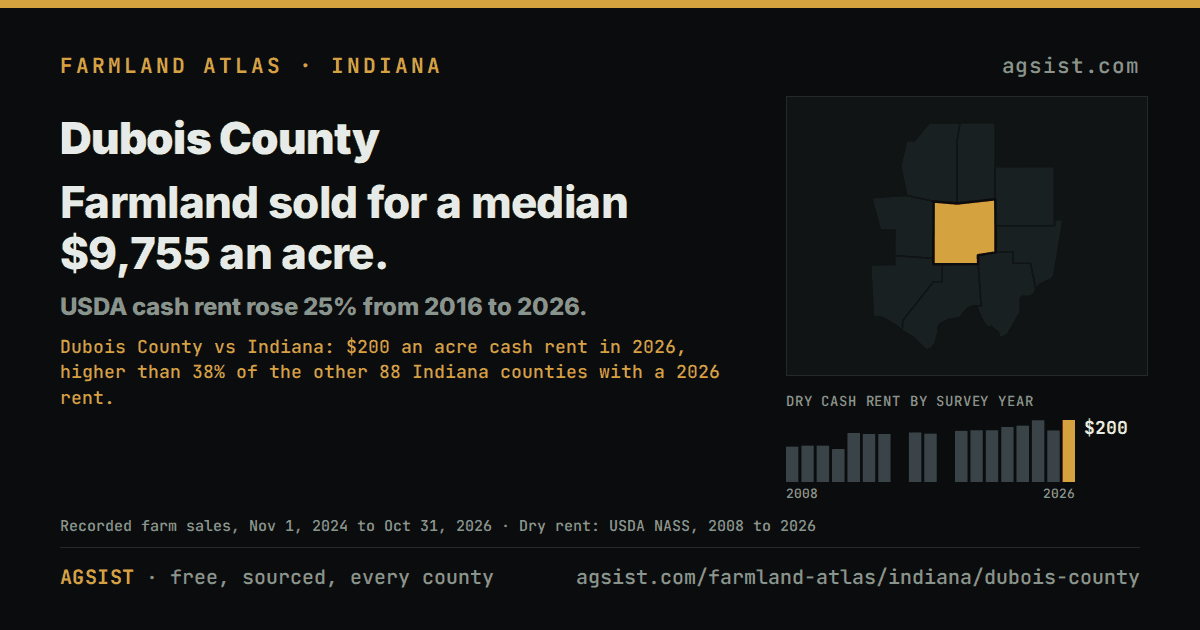 FARMLAND ATLAS · INDIANA
agsist.com
Dubois County
Farmland sold for a median
$9,755 an acre.
USDA cash rent rose 25% from 2016 to 2026.
Dubois County vs Indiana: $200 an acre cash rent in 2026,
higher than 38% of the other 88 Indiana counties with a 2026
rent.
DRY CASH RENT BY SURVEY YEAR
$200
2008
2026
Recorded farm sales, Nov 1, 2024 to Oct 31, 2026 · Dry rent: USDA NASS, 2008 to 2026
AGSIST · free, sourced, every county
agsist.com/farmland-atlas/indiana/dubois-county